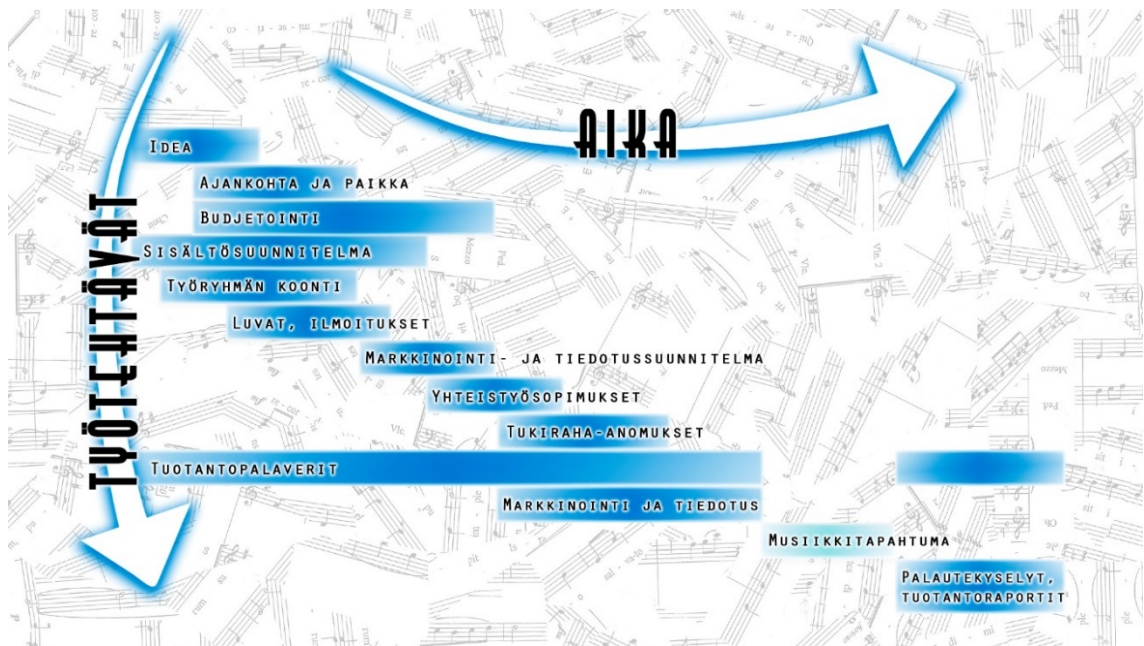 AIKA
TYÖTEHTÄVÄT
IDEA
AJANKOHTA JA PAIKKA
BUDJETOINTI
SISÄLTÖSUUNNITELMA
TYÖRYHMÄN KOONTI
LUVAT, ILMOITUKSET
MARKKINOINTI- JA TIEDOTUSSUUNNITELMA
YHTEISTYÖSOPIMUKSET
TUKIRAHA-ANOMUKSET
TUOTANTOPALAVERIT
MARKKINOINTI JA TIEDOTUS
MUSIIKKITAPAHTUMA
PALAUTEKYSELYT,
TUOTANTORAPORTIT